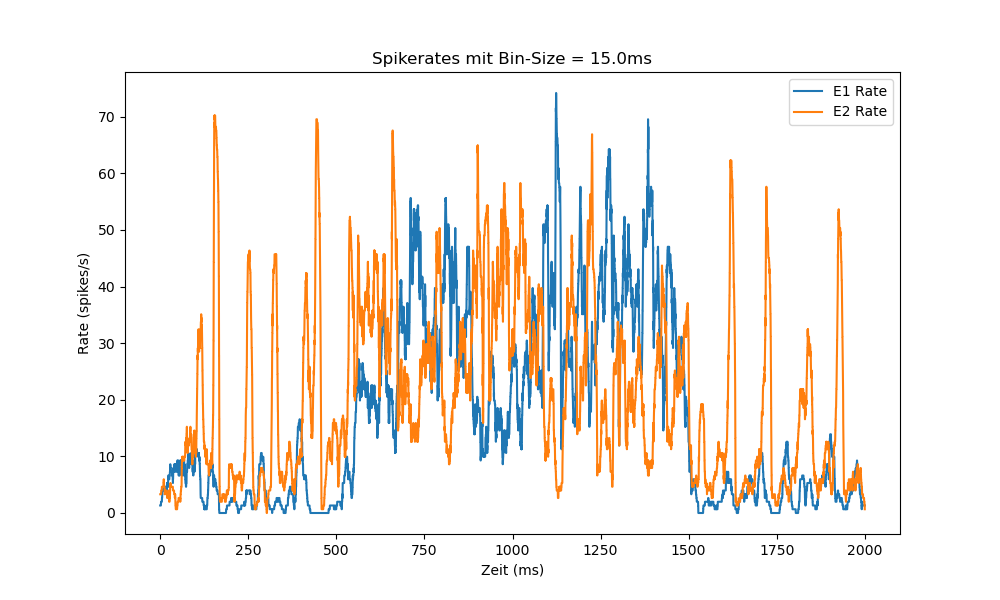 Spikerates mit Bin-Size = 15.0ms
E1 Rate
E2 Rate
70
60
50
40
30
20
10
0
Rate (spikes/s)
0 250 500 750 1000 1250 1500 1750 2000
Zeit (ms)